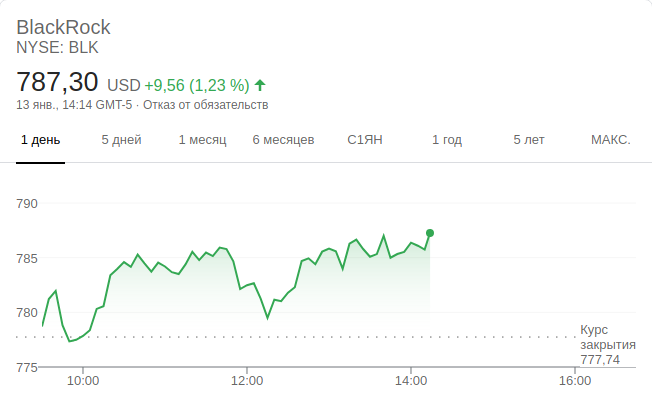 BlackRock
NYSE: BLK
787,30 USD +9,56 (1,23 %)
13 янв., 14:14 GMT-5 · Отказ от обязательств
1 день 5 дней 1 месяц 6 месяцев С1ЯН 1 год 5 лет МАКС.
790
785
780
775
Курс
закрытия
777,74
10:00 12:00 14:00 16:00